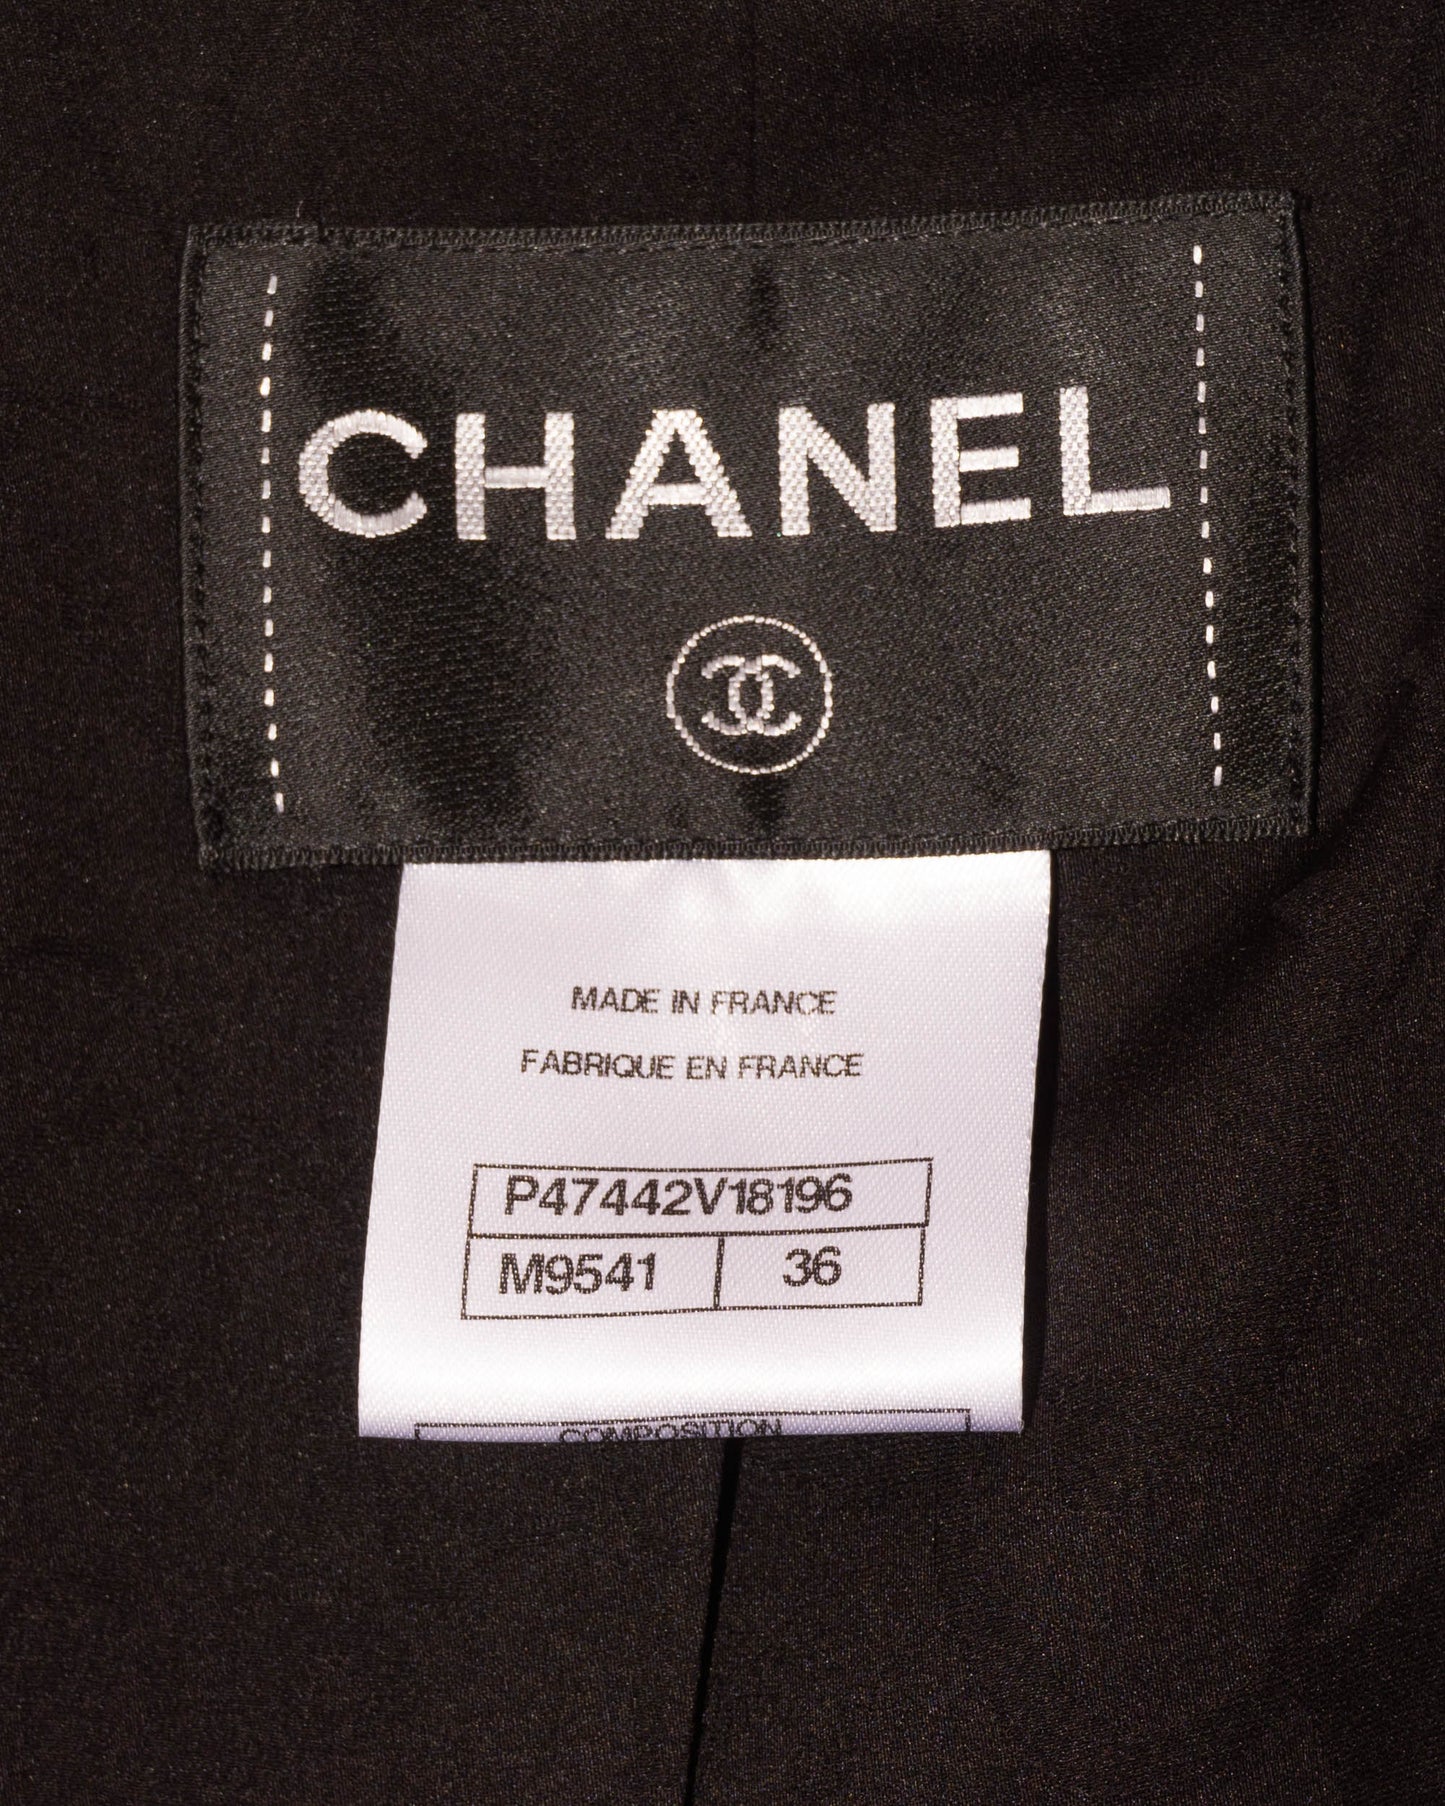 CHANEL
MADE IN FRANCE
FABRIQUE EN FRANCE
P47442V18196
M9541 36
COMPOSITION